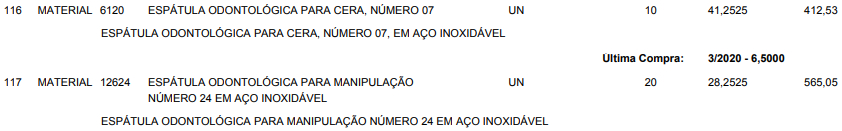 116 MATERIAL 6120 ESPÁTULA ODONTOLÓGICA PARA CERA, NÚMERO 07 UN 10 41,2525 412,53
ESPÁTULA ODONTOLÓGICA PARA CERA, NÚMERO 07, EM AÇO INOXIDÁVEL
Última Compra: 3/2020 - 6,5000
117 MATERIAL 12624 ESPÁTULA ODONTOLÓGICA PARA MANIPULAÇÃO UN 20 28,2525 565,05
NÚMERO 24 EM AÇO INOXIDÁVEL
ESPÁTULA ODONTOLÓGICA PARA MANIPULAÇÃO NÚMERO 24 EM AÇO INOXIDÁVEL